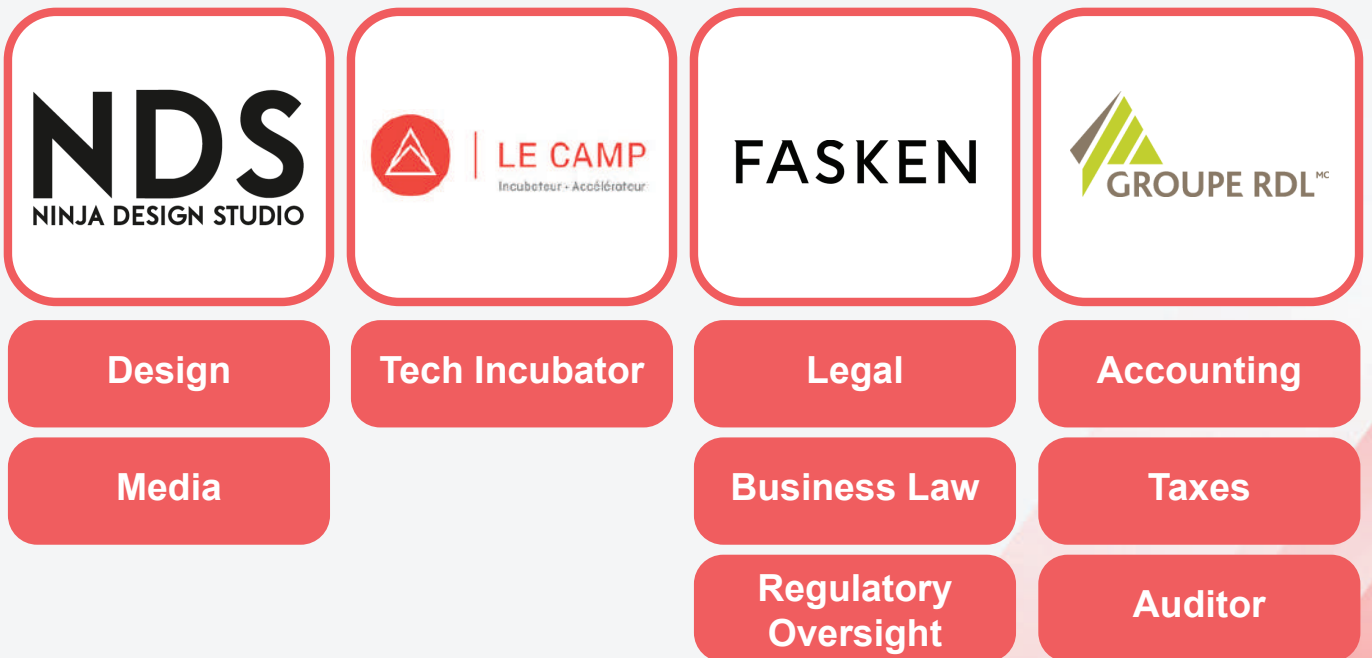 NDS
NINJA DESIGN STUDIO
LE CAMP
Incubateur - Accélérateur
FASKEN
GROUPE RDL MC
Design
Tech Incubator
Legal
Accounting
Media
Business Law
Taxes
Regulatory
Oversight
Auditor